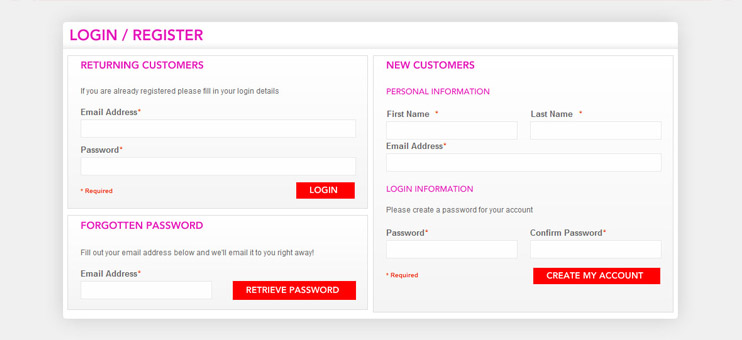 LOGIN / REGISTER
RETURNING CUSTOMERS
If you are already registered please fill in your login details
Email Address*
Password*
* Required
LOGIN
FORGOTTEN PASSWORD
Fill out your email address below and we'll email it to you right away!
Email Address*
RETRIEVE PASSWORD
NEW CUSTOMERS
PERSONAL INFORMATION
First Name * Last Name *
Email Address*
LOGIN INFORMATION
Please create a password for your account
Password* Confirm Password*
* Required
CREATE MY ACCOUNT